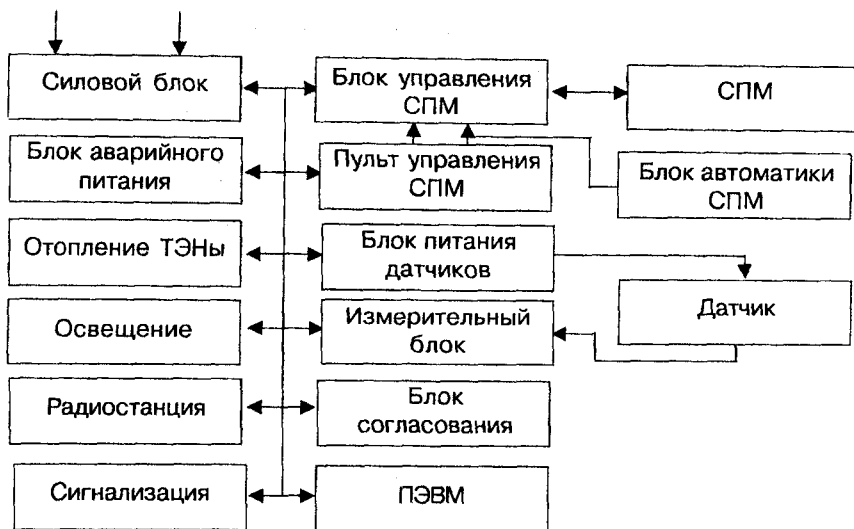 Силовой блок
Блок аварийного
питания
Отопление ТЭНы
Освещение
Радиостанция
Сигнализация
Блок управления
СПМ
Пульт управления
СПМ
Блок питания
датчиков
Измерительный
блок
Блок
согласования
ПЭВМ
СПМ
Блок автоматики
СПМ
Датчик